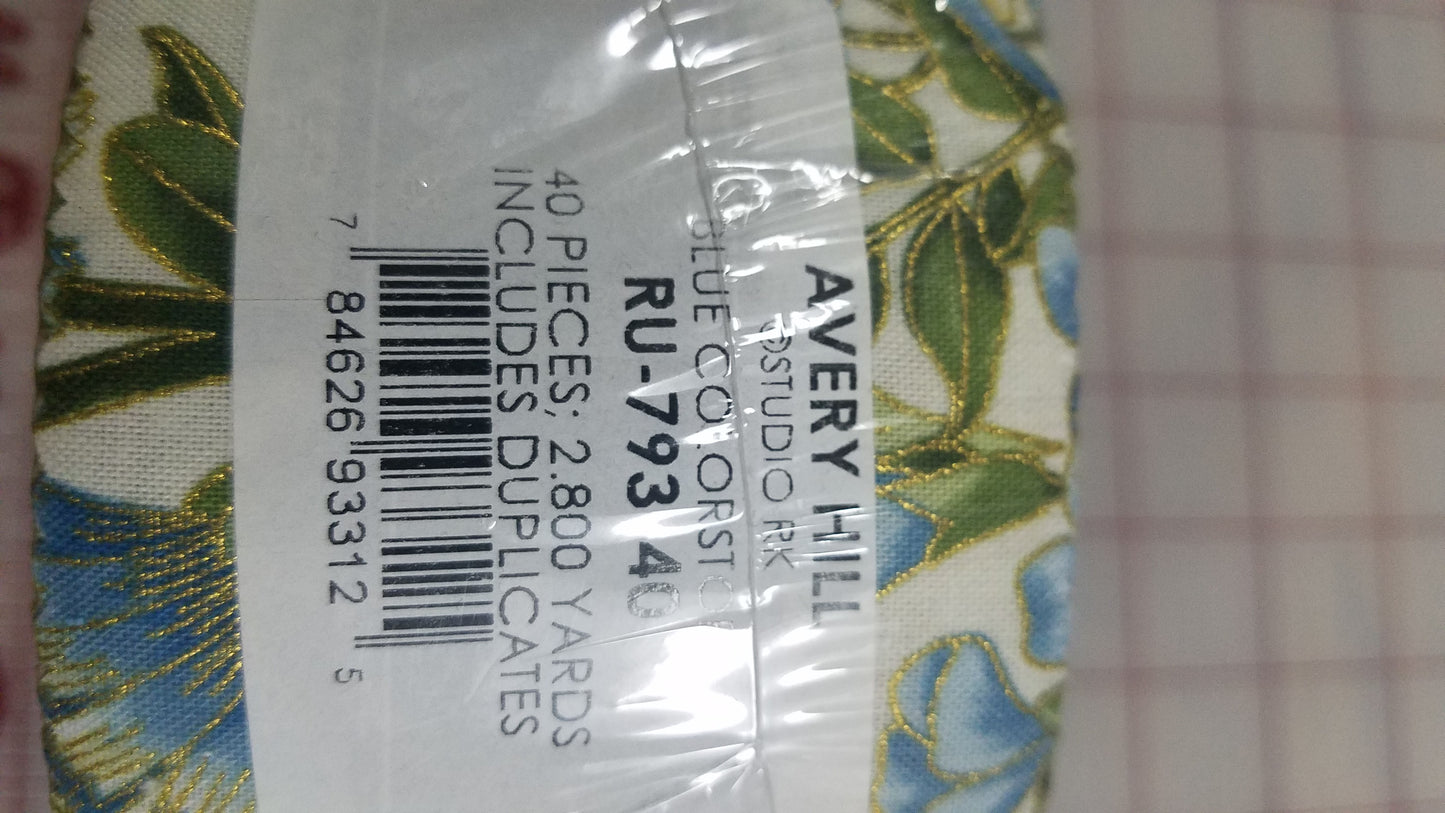 AVERY HILL
©STUDIO RK
BLUE COLORST
RU-793 40
40 PIECES; 2.800 YARDS
INCLUDES DUPLICATES
7 84626 93312 5